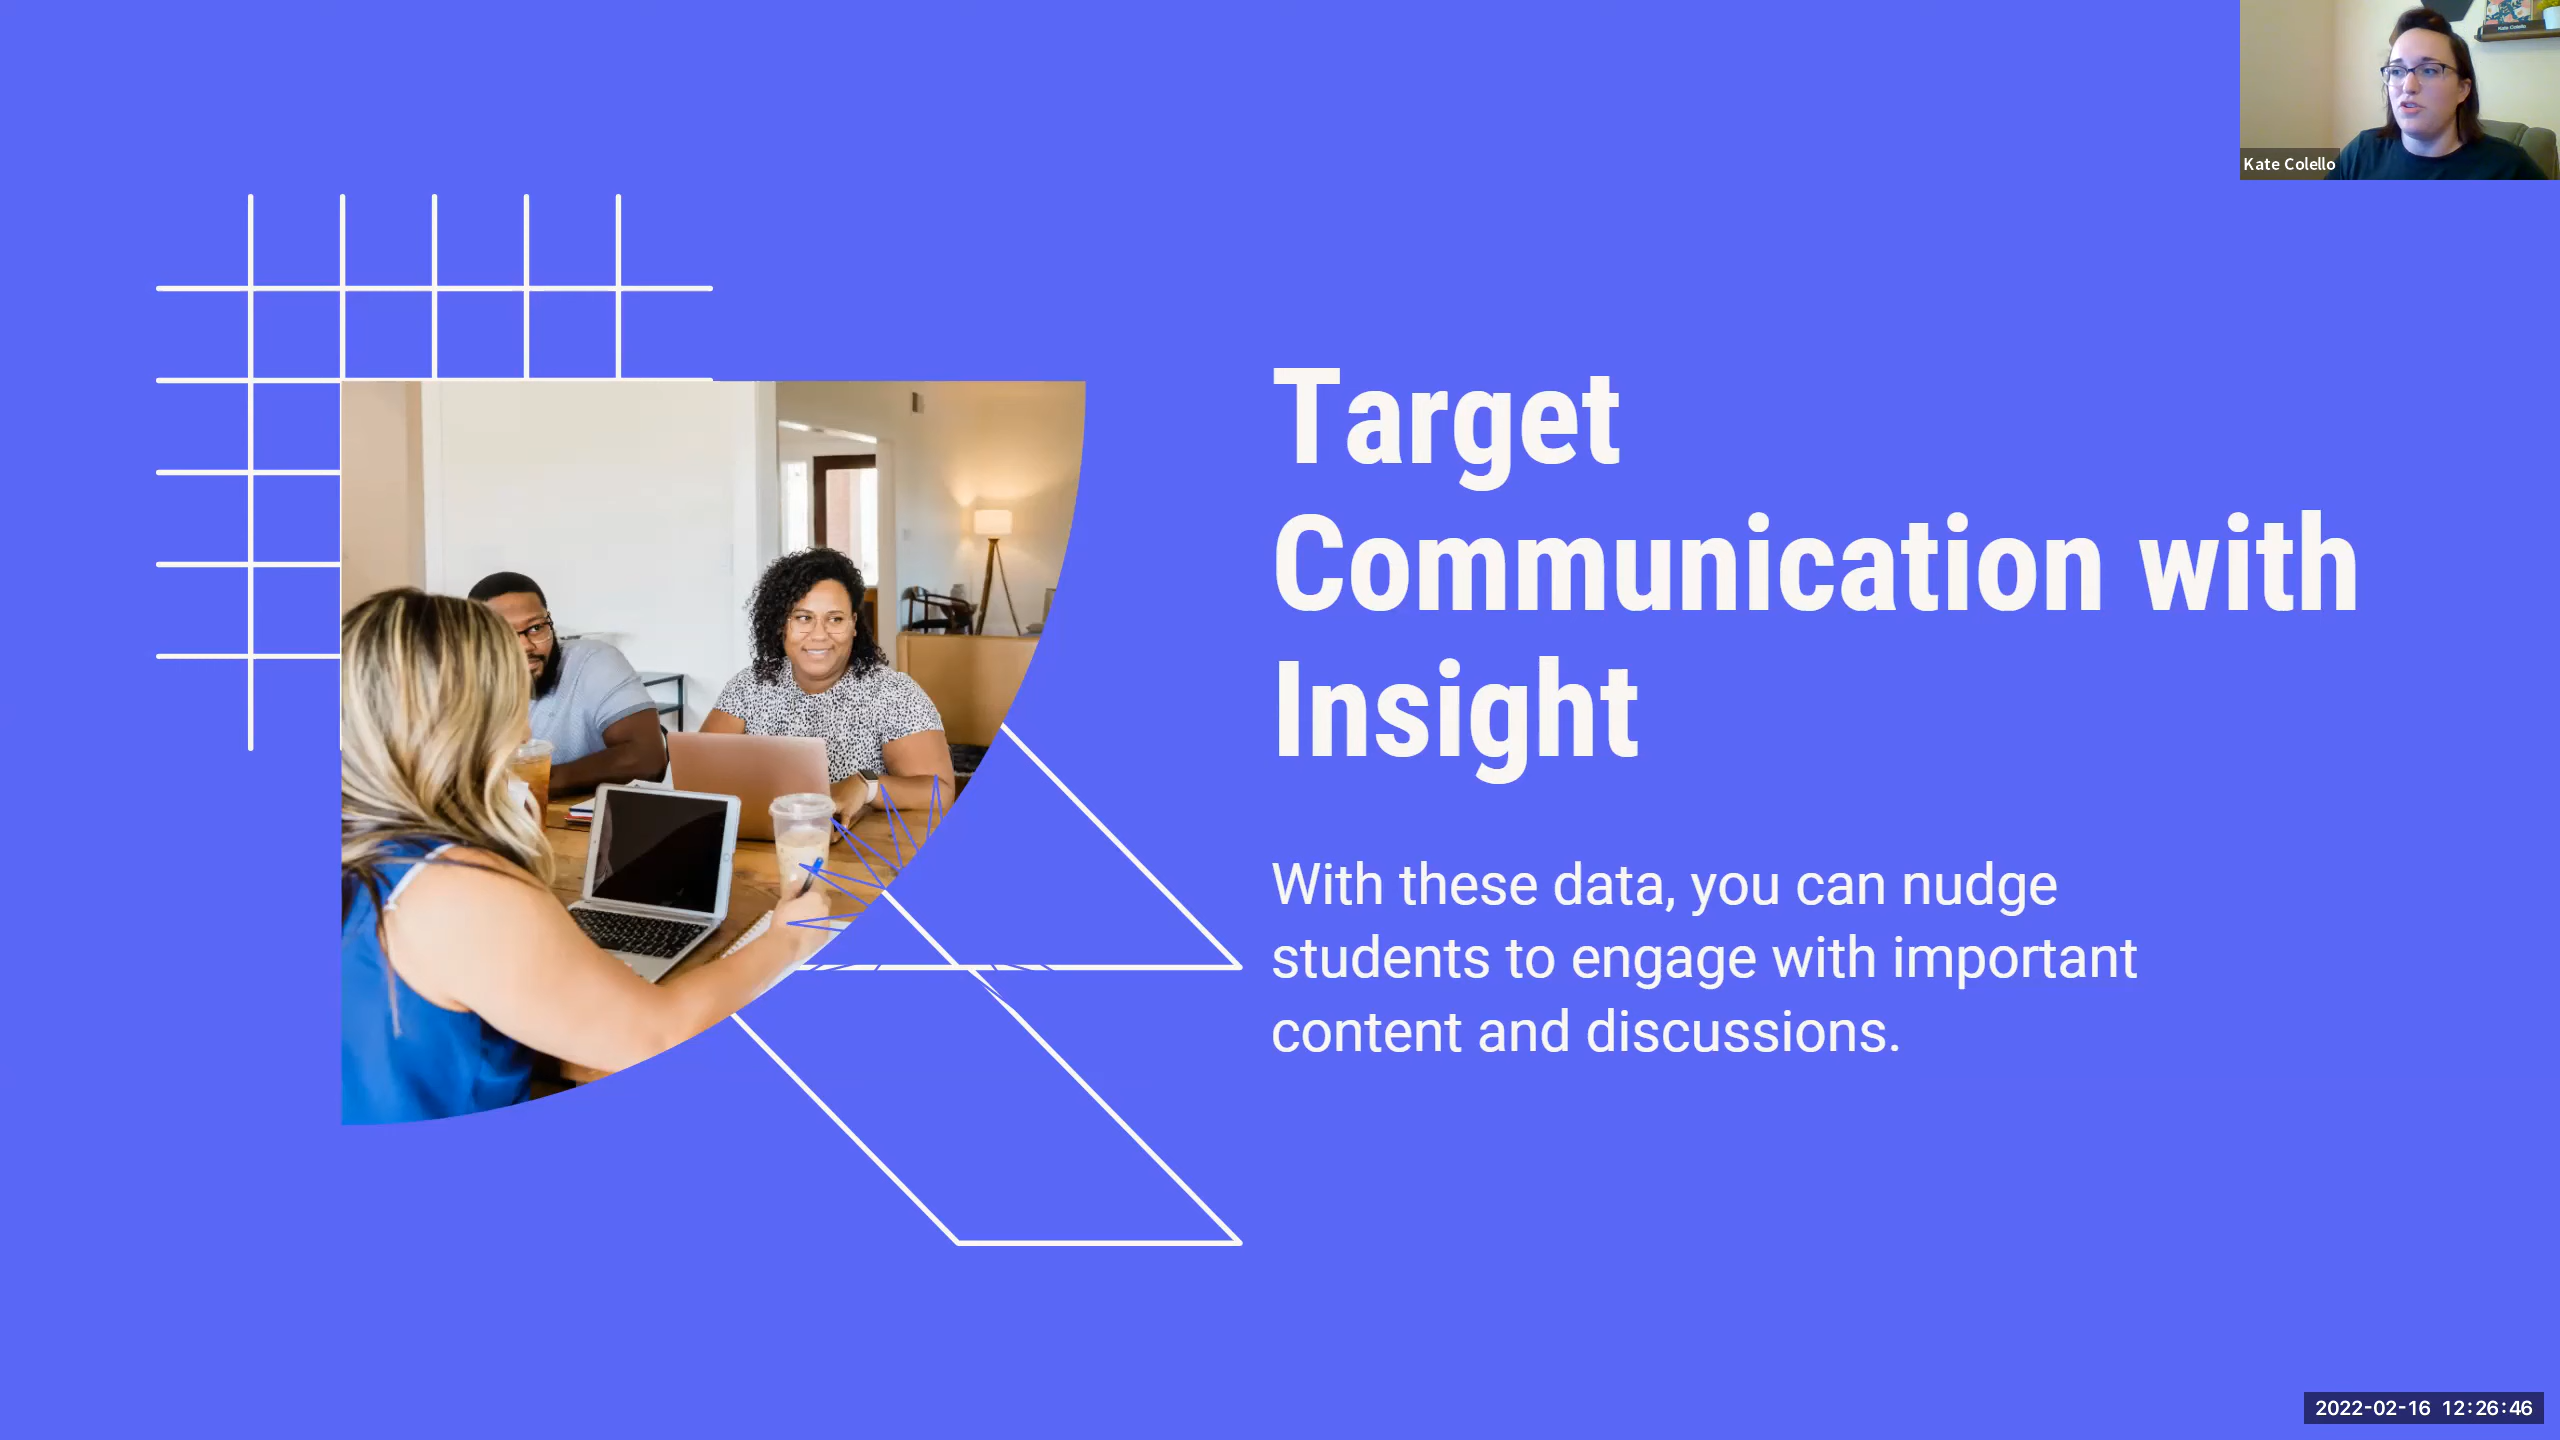 Kate Colello
Target
Communication with
Insight
With these data, you can nudge
students to engage with important
content and discussions.
2022-02-16 12:26:46